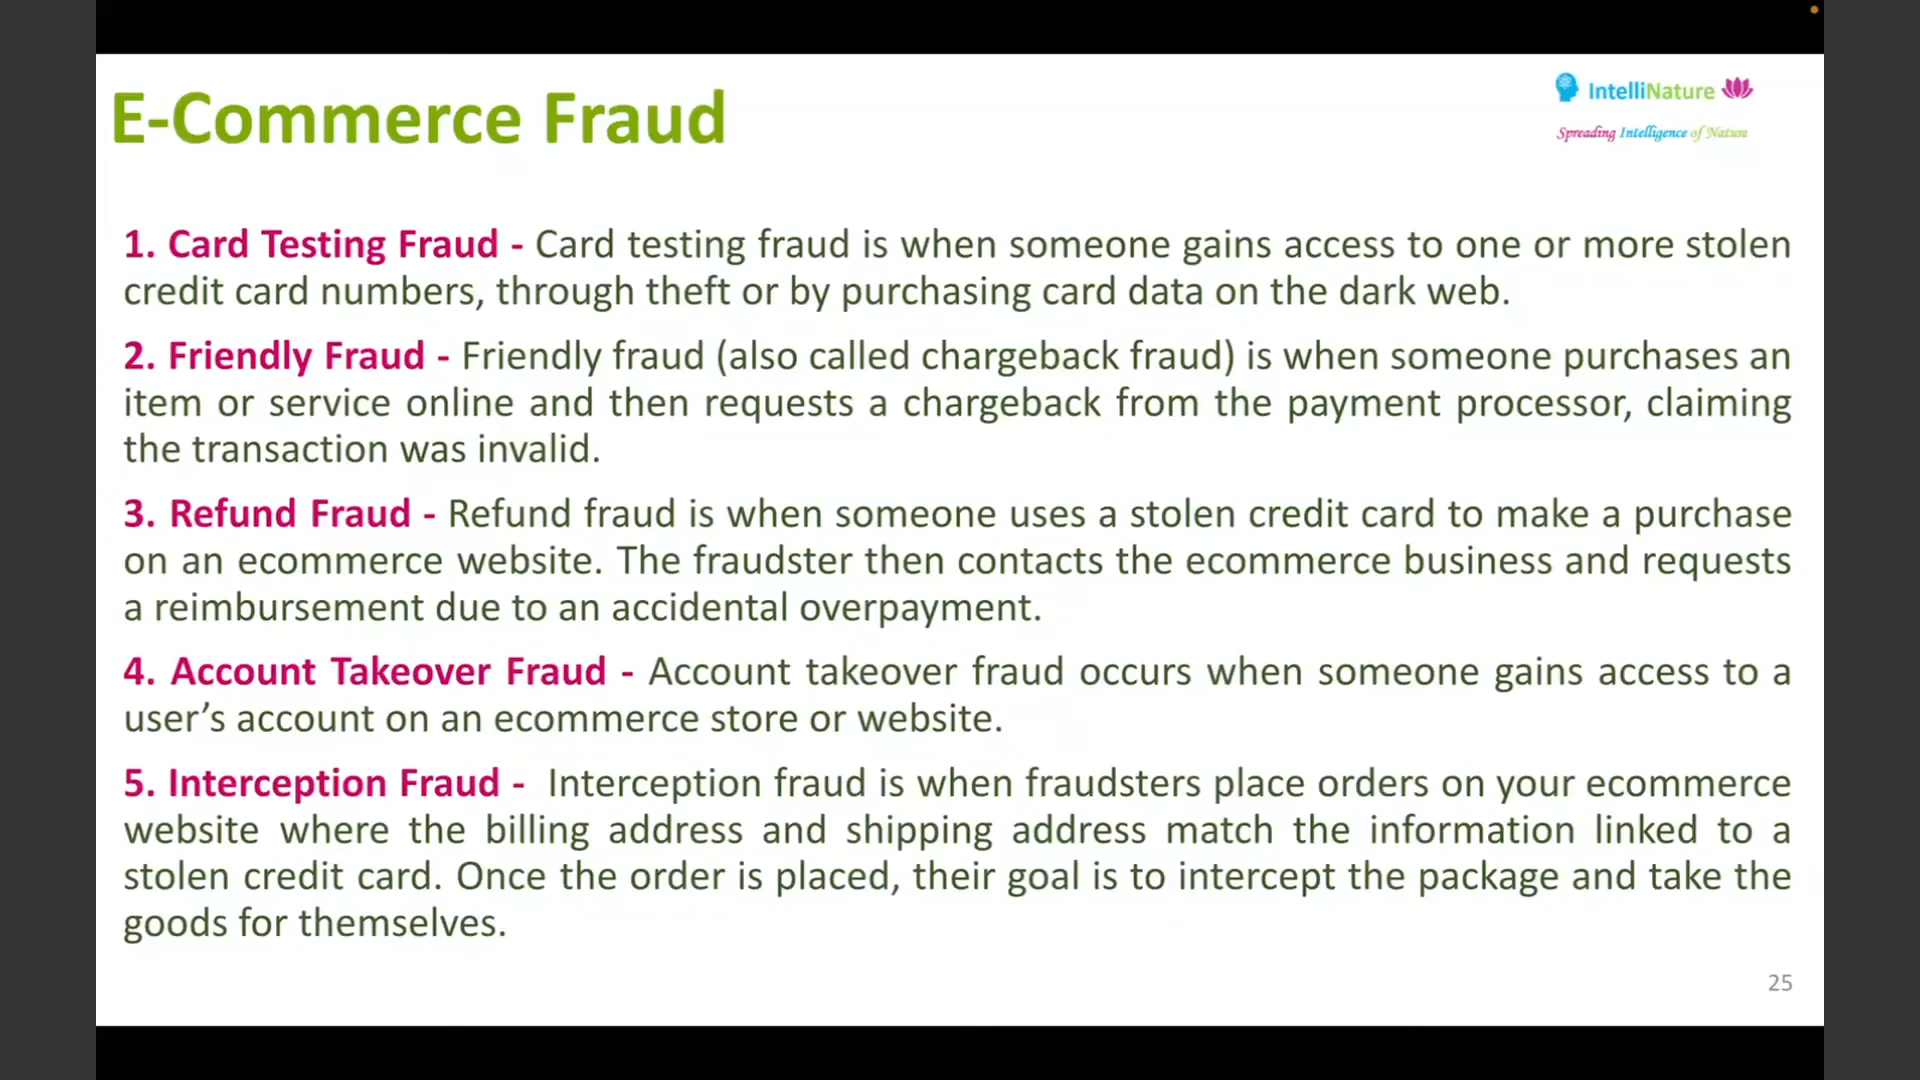 E-Commerce Fraud
IntelliNature
Spreading Intelligence of Nature
1. Card Testing Fraud - Card testing fraud is when someone gains access to one or more stolen
credit card numbers, through theft or by purchasing card data on the dark web.
2. Friendly Fraud - Friendly fraud (also called chargeback fraud) is when someone purchases an
item or service online and then requests a chargeback from the payment processor, claiming
the transaction was invalid.
3. Refund Fraud - Refund fraud is when someone uses a stolen credit card to make a purchase
on an ecommerce website. The fraudster then contacts the ecommerce business and requests
a reimbursement due to an accidental overpayment.
4. Account Takeover Fraud - Account takeover fraud occurs when someone gains access to a
user’s account on an ecommerce store or website.
5. Interception Fraud - Interception fraud is when fraudsters place orders on your ecommerce
website where the billing address and shipping address match the information linked to a
stolen credit card. Once the order is placed, their goal is to intercept the package and take the
goods for themselves.
25